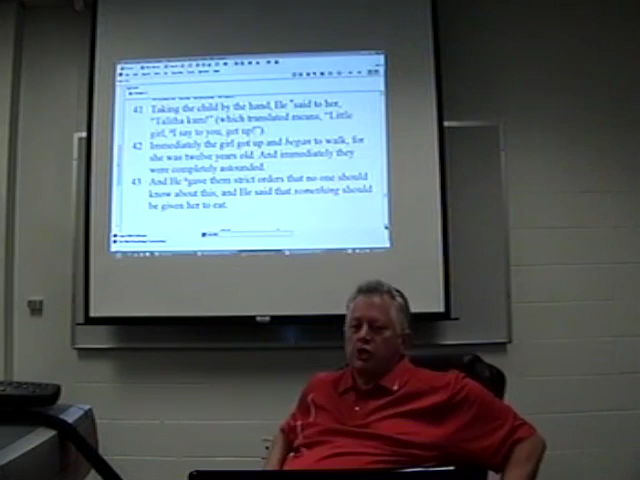 41 Taking the child by the hand, He *said to her,
"Talitha kum!" (which translated means, "Little
girl, aI say to you, get up!").
42 Immediately the girl got up and began to walk, for
she was twelve years old. And immediately they
were completely astounded.
43 And He agave them strict orders that no one should
know about this, and He said that something should
be given her to eat.